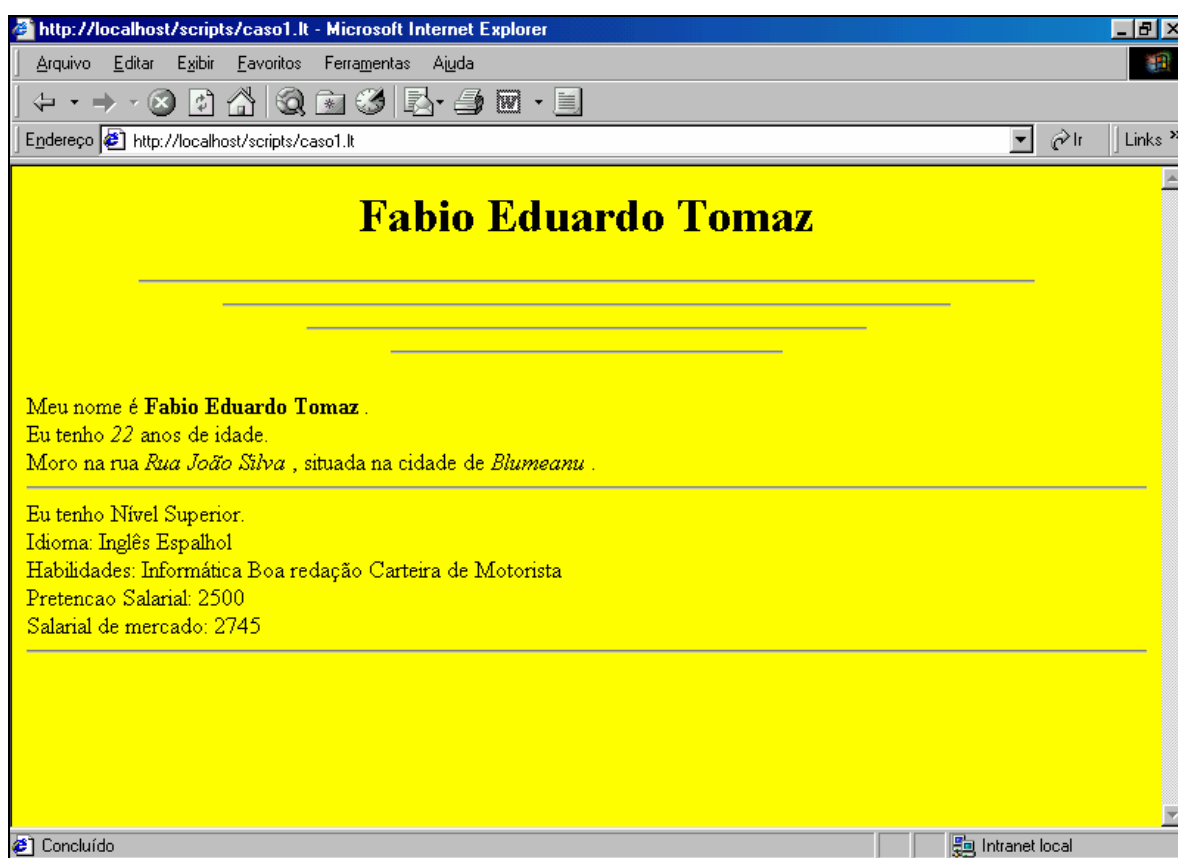 http://localhost/scripts/caso1.lt - Microsoft Internet Explorer
Arquivo Editar Exibir Favoritos Ferramentas Ajuda
Endereço http://localhost/scripts/caso1.lt Ir Links »
Fabio Eduardo Tomaz
Meu nome é Fabio Eduardo Tomaz .
Eu tenho 22 anos de idade.
Moro na rua Rua João Silva , situada na cidade de Blumeanu .
Eu tenho Nível Superior.
Idioma: Inglês Espalhol
Habilidades: Informática Boa redação Carteira de Motorista
Pretencao Salarial: 2500
Salarial de mercado: 2745
Concluído Intranet local